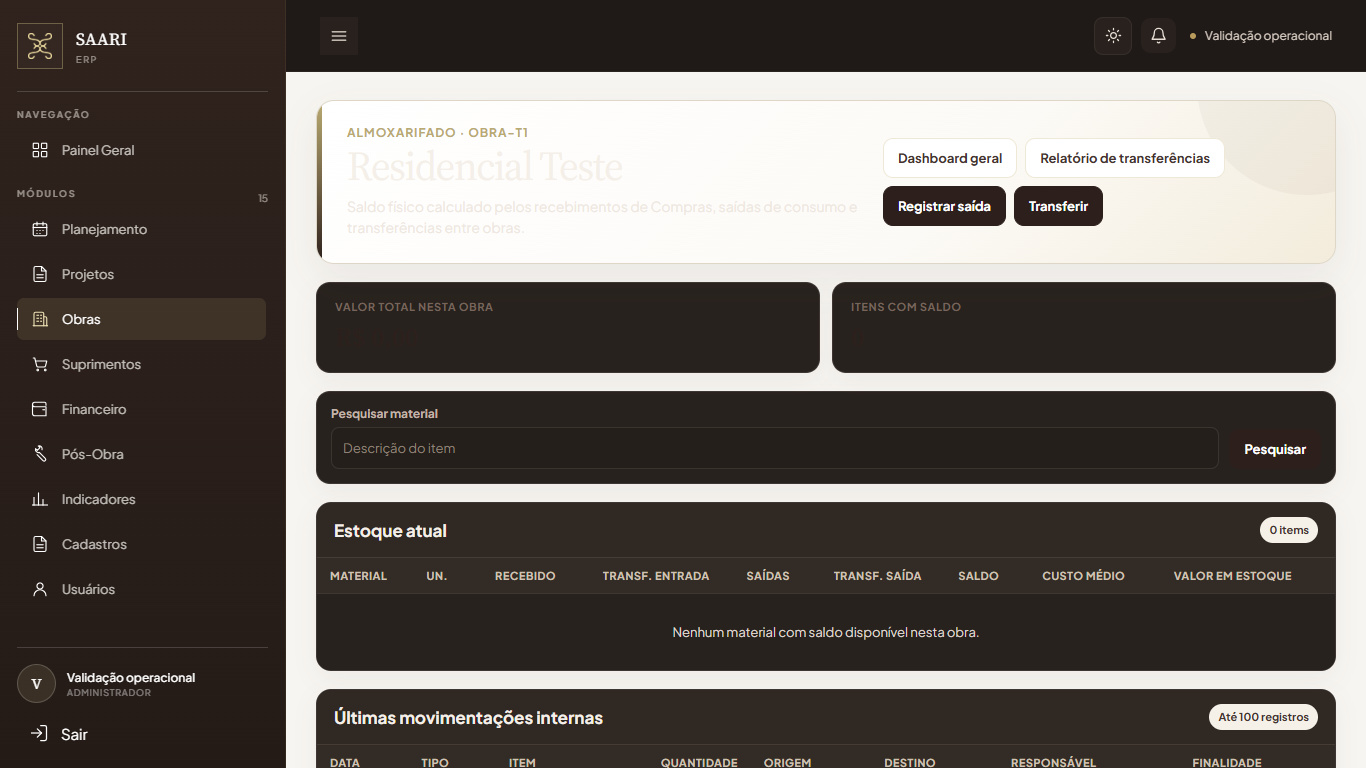 SAARI
ERP
NAVEGAÇÃO
Painel Geral
MÓDULOS
15
Planejamento
Projetos
Obras
Suprimentos
Financeiro
Pós-Obra
Indicadores
Cadastros
Usuários
V
Validação operacional
ADMINISTRADOR
Sair
Validação operacional
ALMOXARIFADO · OBRA-T1
Residencial Teste
Saldo físico calculado pelos recebimentos de Compras, saídas de consumo e
transferências entre obras.
Dashboard geral
Relatório de transferências
Registrar saída
Transferir
VALOR TOTAL NESTA OBRA
ITENS COM SALDO
Pesquisar material
Descrição do item
Pesquisar
Estoque atual
0 items
MATERIAL UN. RECEBIDO TRANSF. ENTRADA SAÍDAS TRANSF. SAÍDA SALDO CUSTO MÉDIO VALOR EM ESTOQUE
Nenhum material com saldo disponível nesta obra.
Últimas movimentações internas
Até 100 registros
DATA TIPO ITEM QUANTIDADE ORIGEM DESTINO RESPONSÁVEL FINALIDADE